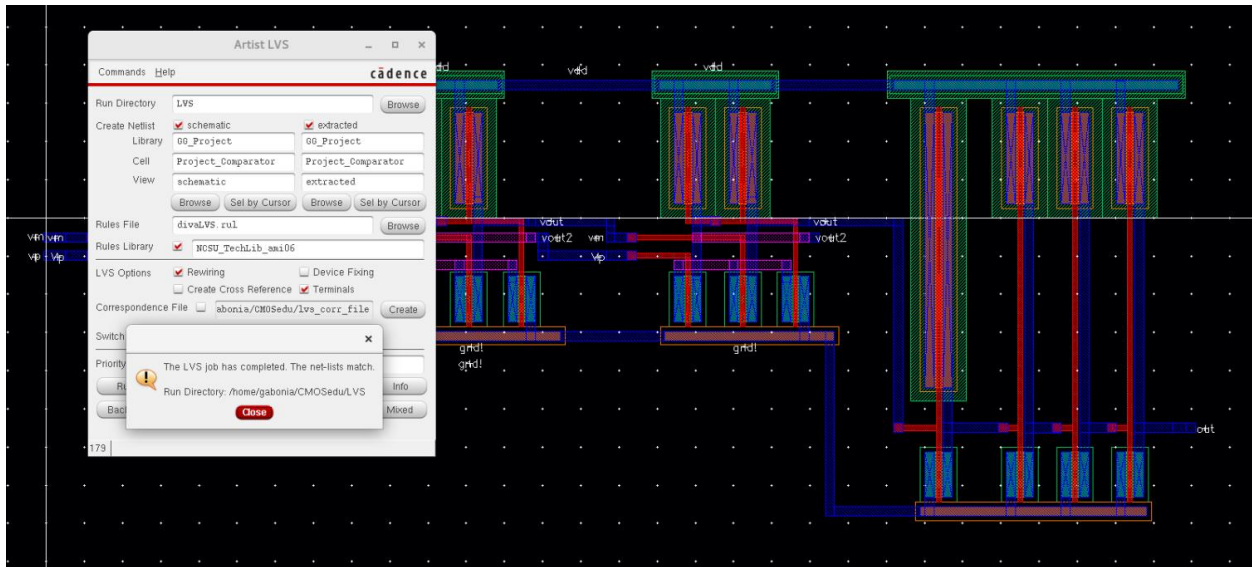 Artist LVS
Commands Help cādence
Run Directory LVS Browse
Create Netlist schematic extracted
Library GG_Project GG_Project
Cell Project_Comparator Project_Comparator
View schematic extracted
Browse Sel by Cursor Browse Sel by Cursor
Rules File divaLVS.rul Browse
Rules Library NCSU_TechLib_ami06
LVS Options Rewiring Device Fixing
Create Cross Reference Terminals
Correspondence File abonia/CMOSedu/lvs_corr_file Create
Switch
Priority
Info
Mixed
The LVS job has completed. The net-lists match.
Run Directory: /home/gabonia/CMOSedu/LVS
Close
179
vdd
vdd
vm vm
vp vip
vout
vout2 vm
vip
vout
vout2
gnd!
gnd!
gnd!
out